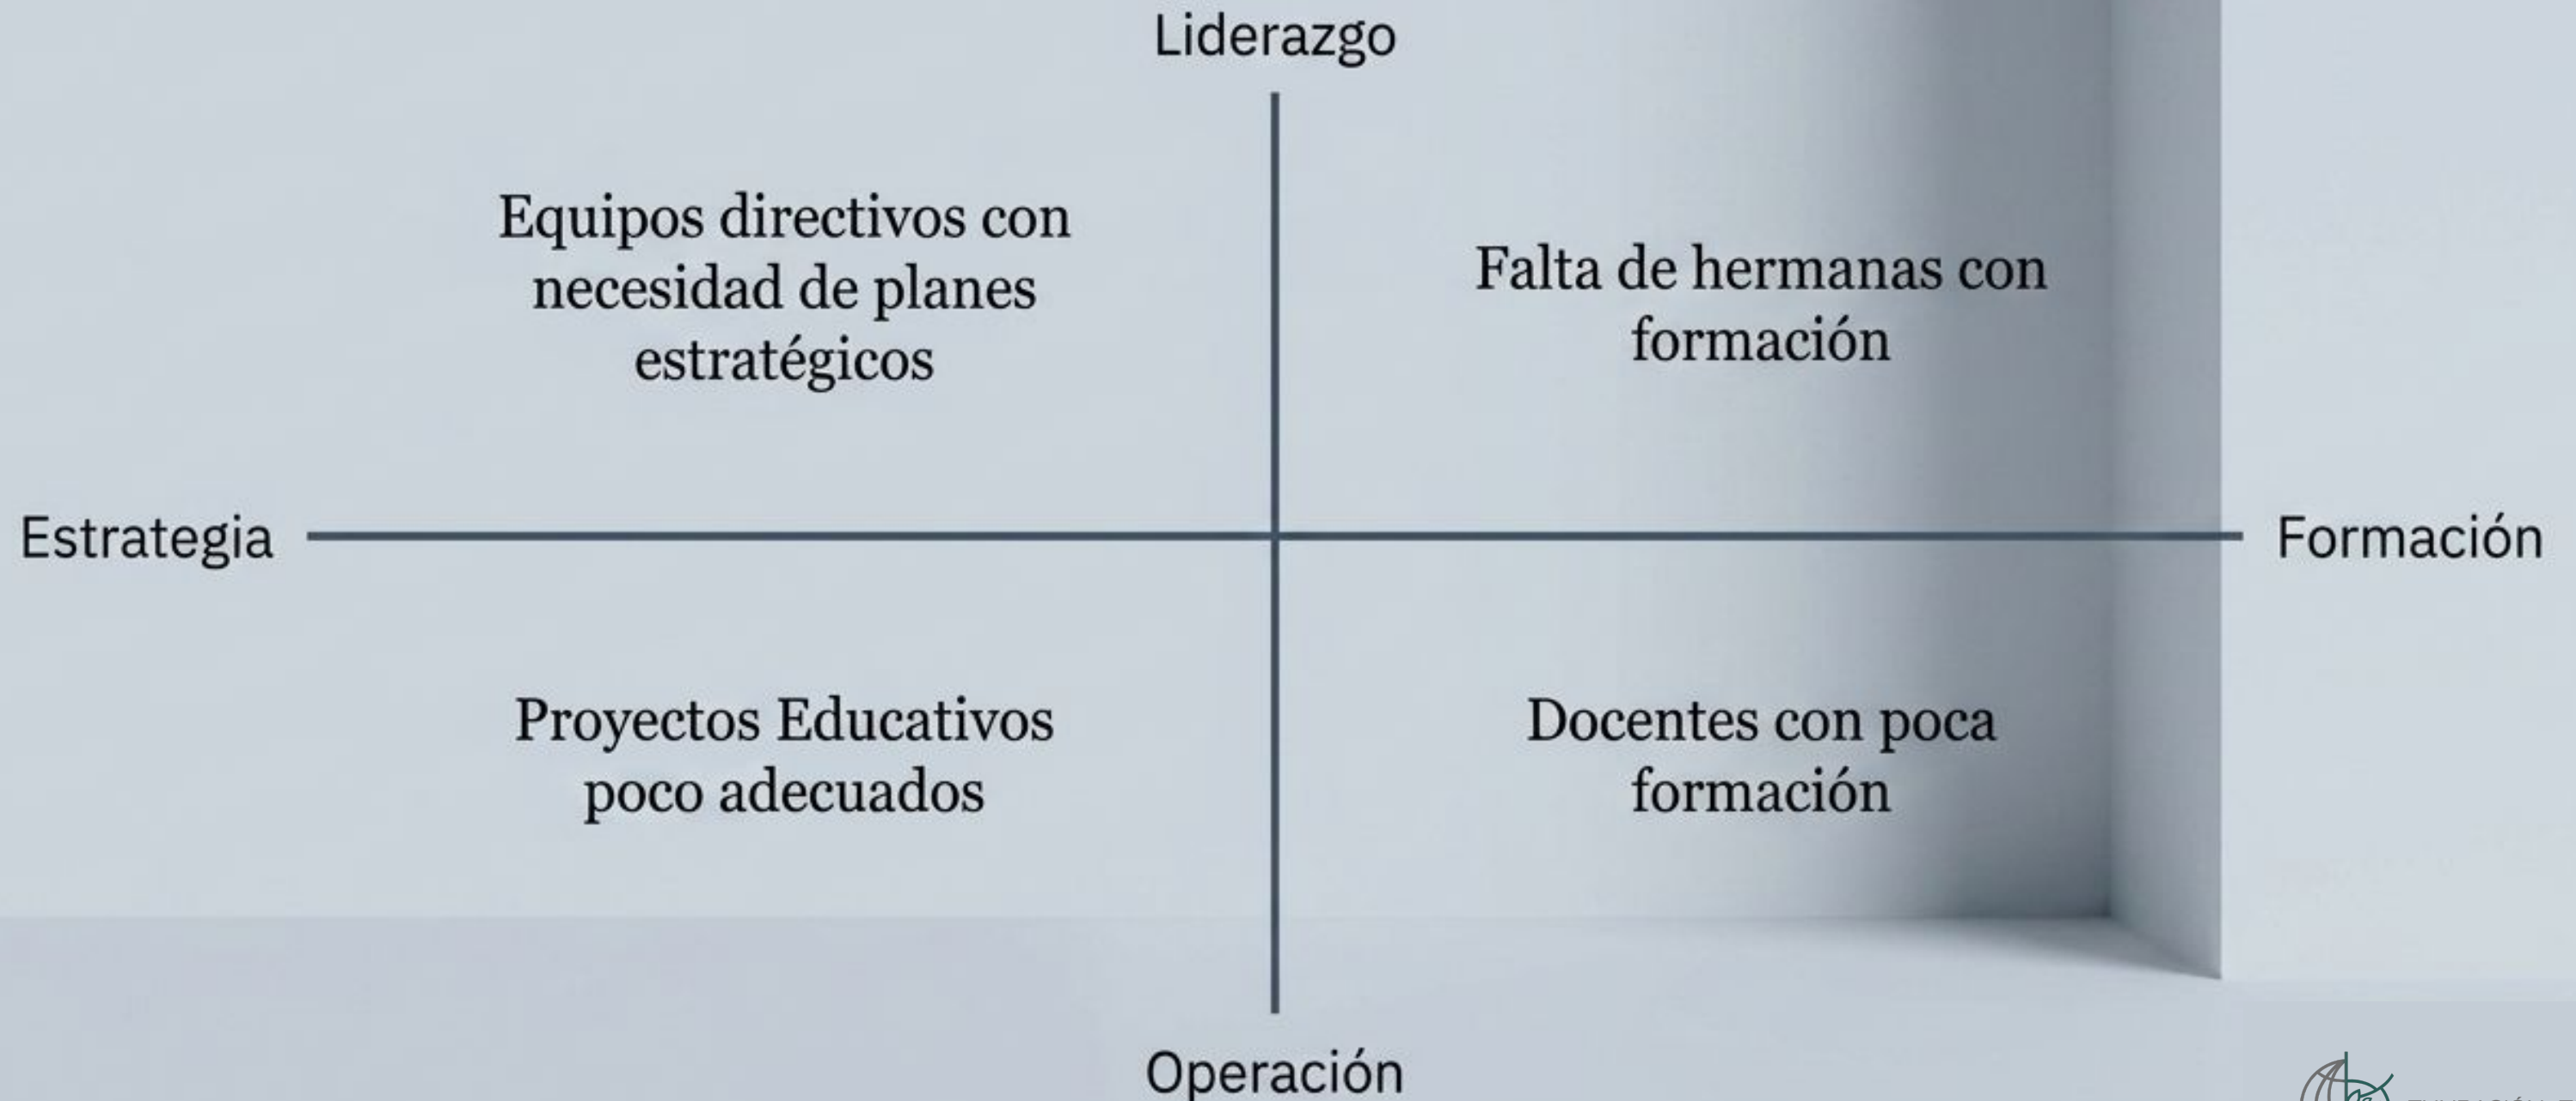 Liderazgo
Equipos directivos con
necesidad de planes
estratégicos
Falta de hermanas con
formación
Estrategia
Formación
Proyectos Educativos
poco adecuados
Docentes con poca
formación
Operación